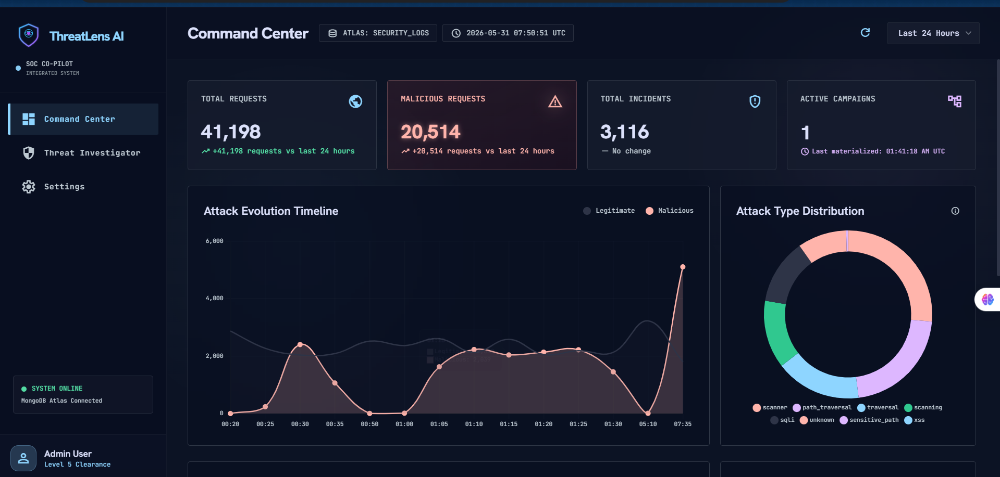 ThreatLens AI
SOC CO-PILOT
INTEGRATED SYSTEM
Command Center
Threat Investigator
Settings
SYSTEM ONLINE
MongoDB Atlas Connected
Admin User
Level 5 Clearance
Command Center
ATLAS: SECURITY_LOGS
2026-05-31 07:50:51 UTC
Last 24 Hours
TOTAL REQUESTS
41,198
+41,198 requests vs last 24 hours
MALICIOUS REQUESTS
20,514
+20,514 requests vs last 24 hours
TOTAL INCIDENTS
3,116
— No change
ACTIVE CAMPAIGNS
1
Last materialized: 01:41:18 AM UTC
Attack Evolution Timeline
Legitimate Malicious
6,000
4,000
2,000
0
00:20 00:25 00:30 00:35 00:50 01:00 01:05 01:10 01:15 01:20 01:25 01:30 05:10 07:35
Attack Type Distribution
scanner path_traversal traversal scanning
sqli unknown sensitive_path xss